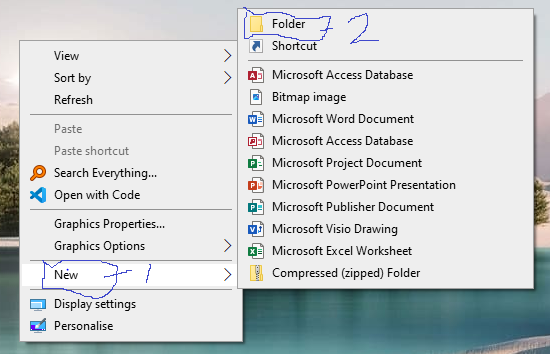 View
Sort by
Refresh
Paste
Paste shortcut
Search Everything...
Open with Code
Graphics Properties...
Graphics Options
New - 1
Display settings
Personalise
Folder - 2
Shortcut
Microsoft Access Database
Bitmap image
Microsoft Word Document
Microsoft Access Database
Microsoft Project Document
Microsoft PowerPoint Presentation
Microsoft Publisher Document
Microsoft Visio Drawing
Microsoft Excel Worksheet
Compressed (zipped) Folder